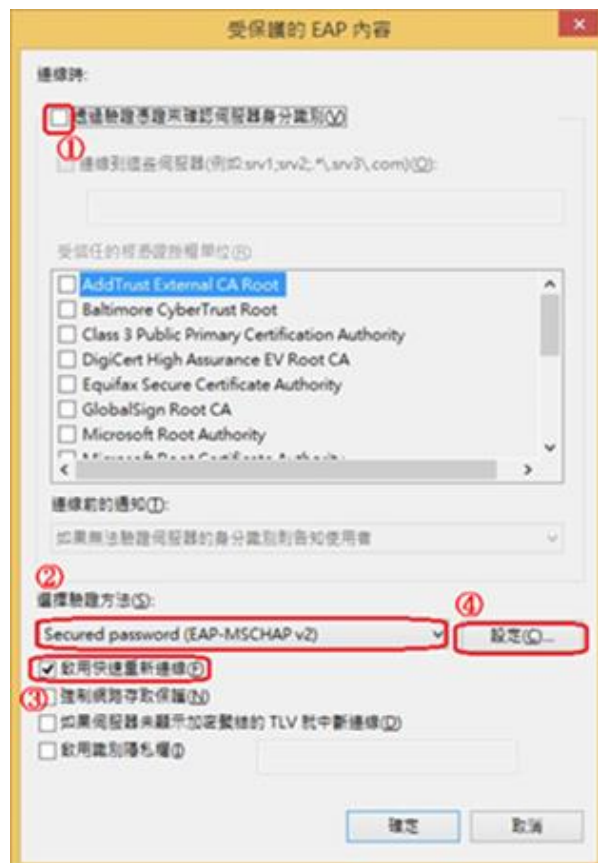 受保護的 EAP 內容
連線時:
透過驗證憑證來確認伺服器身分識別(V)
①
連線到這些伺服器(例如:srv1;srv2;.*\.srv3\.com)(O):
受信任的根憑證授權單位(R):
AddTrust External CA Root
Baltimore CyberTrust Root
Class 3 Public Primary Certification Authority
DigiCert High Assurance EV Root CA
Equifax Secure Certificate Authority
GlobalSign Root CA
Microsoft Root Authority
Microsoft Root Certificate Authority
連線前的通知(T):
如果無法驗證伺服器的身分識別則告知使用者
②
選擇驗證方法(S):
④
Secured password (EAP-MSCHAP v2)
設定(C)...
啟用快速重新連線(F)
③
強制網路存取保護(N)
如果伺服器未顯示加密繫結的 TLV 就中斷連線(D)
啟用識別隱私權(I)
確定
取消